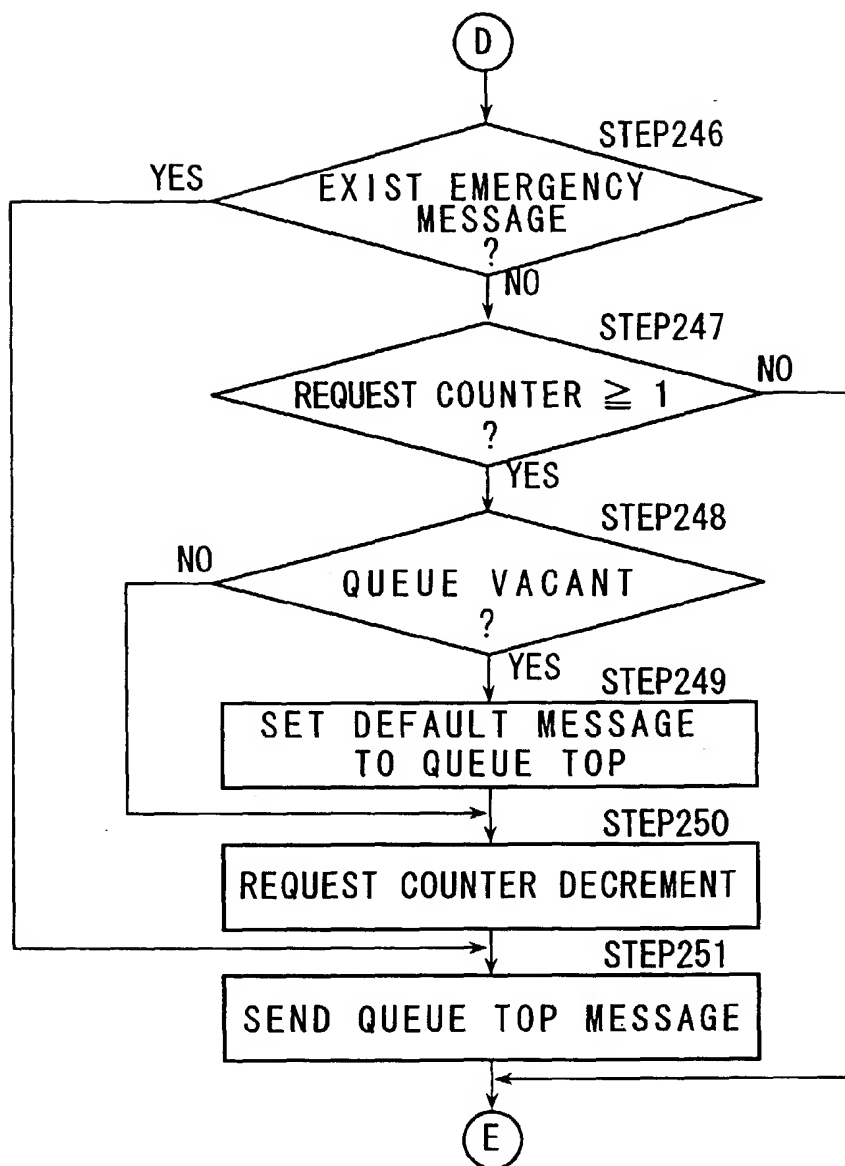 D
STEP246
YES
EXIST EMERGENCY
MESSAGE
?
NO
STEP247
NO
REQUEST COUNTER ≧ 1
?
YES
STEP248
NO
QUEUE VACANT
?
YES
STEP249
SET DEFAULT MESSAGE
TO QUEUE TOP
STEP250
REQUEST COUNTER DECREMENT
STEP251
SEND QUEUE TOP MESSAGE
E